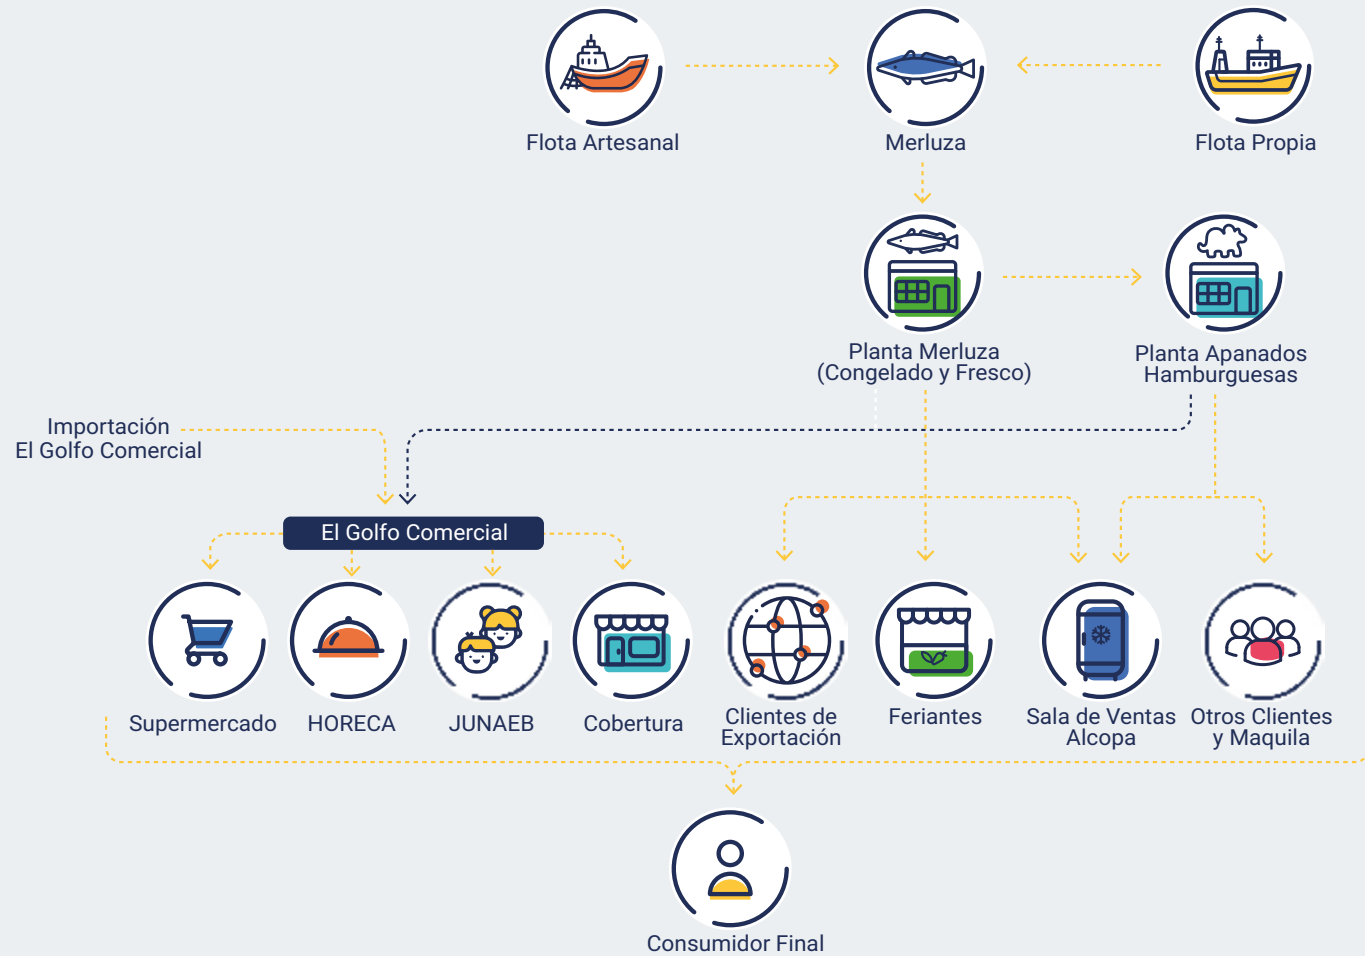 Flota Artesanal
Merluza
Flota Propia
Planta Merluza
(Congelado y Fresco)
Planta Apanados
Hamburguesas
Importación
El Golfo Comercial
El Golfo Comercial
Supermercado
HORECA
JUNAEB
Cobertura
Clientes de
Exportación
Feriantes
Sala de Ventas
Alcopa
Otros Clientes
y Maquila
Consumidor Final